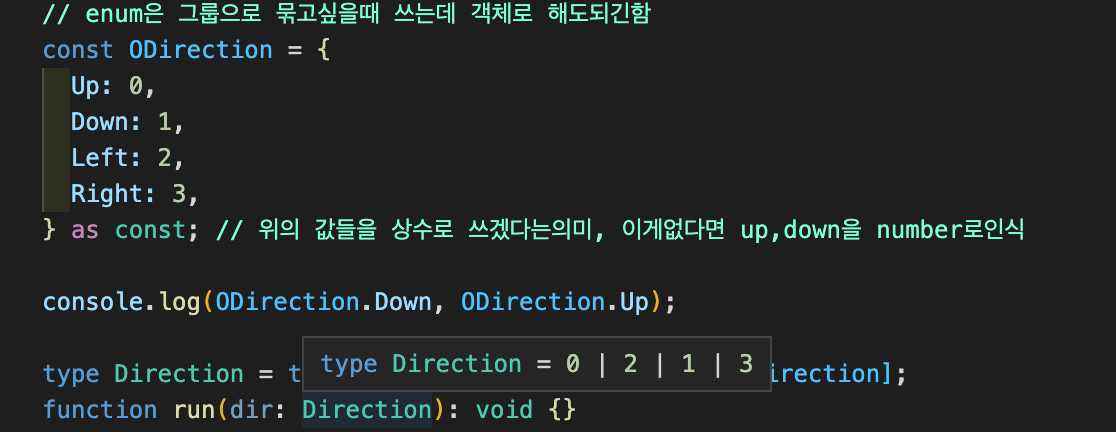 // enum은 그룹으로 묶고싶을때 쓰는데 객체로 해도되긴함
const ODirection = {
Up: 0,
Down: 1,
Left: 2,
Right: 3,
} as const; // 위의 값들을 상수로 쓰겠다는의미, 이게없다면 up,down을 number로인식
console.log(ODirection.Down, ODirection.Up);
type Direction = 0 | 2 | 1 | 3
type Direction = t irection];
function run(dir: Direction): void {}